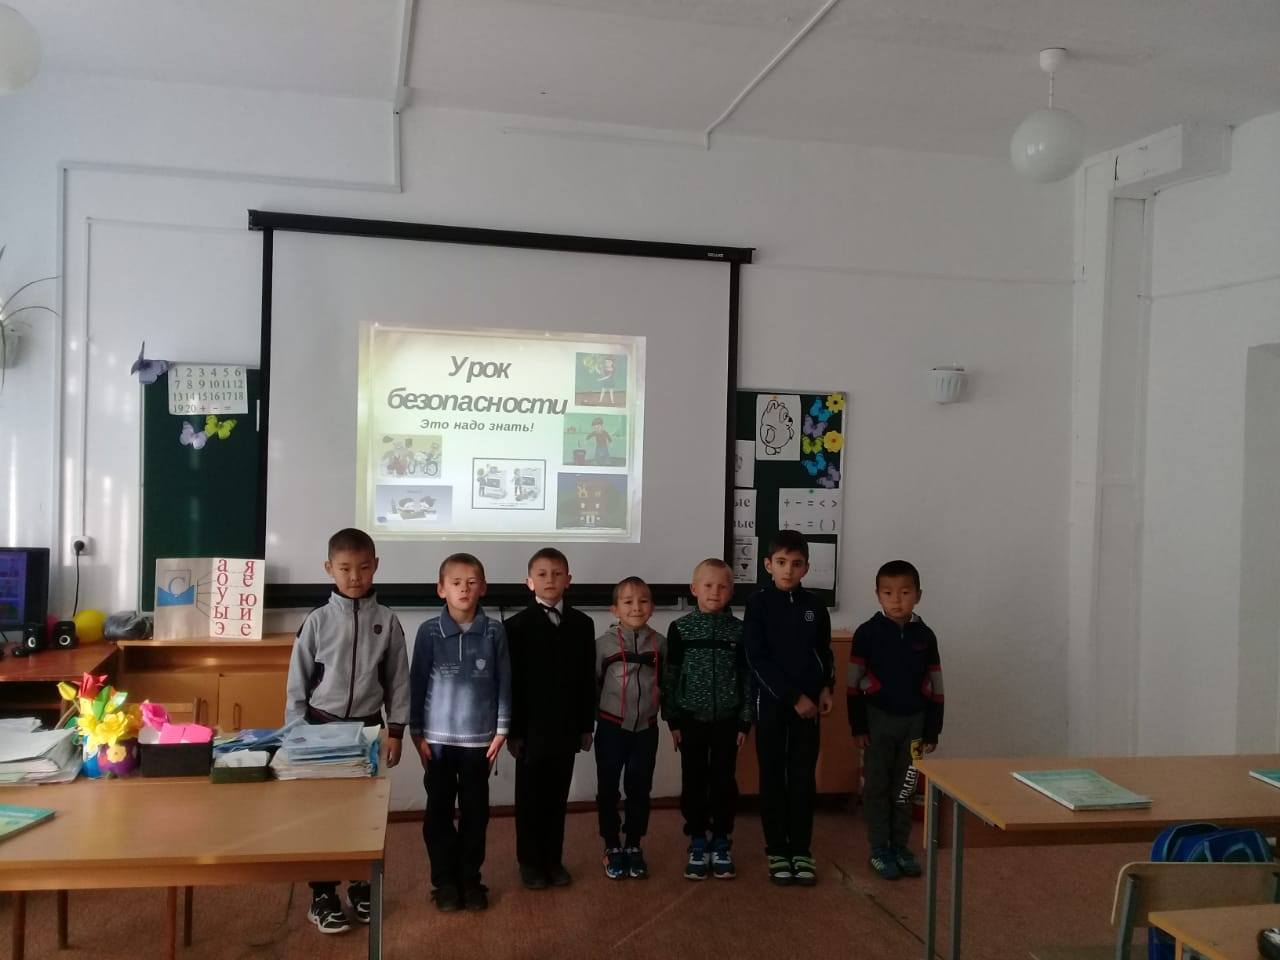 Урок
безопасности
Это надо знать!
1 2 3 4 5 6
7 8 9 10 11 12
13 14 15 16 17 18
19 20 + - =
С
а я
о е
у ю
ы и
э е
+ - = < >
+ - = ( )